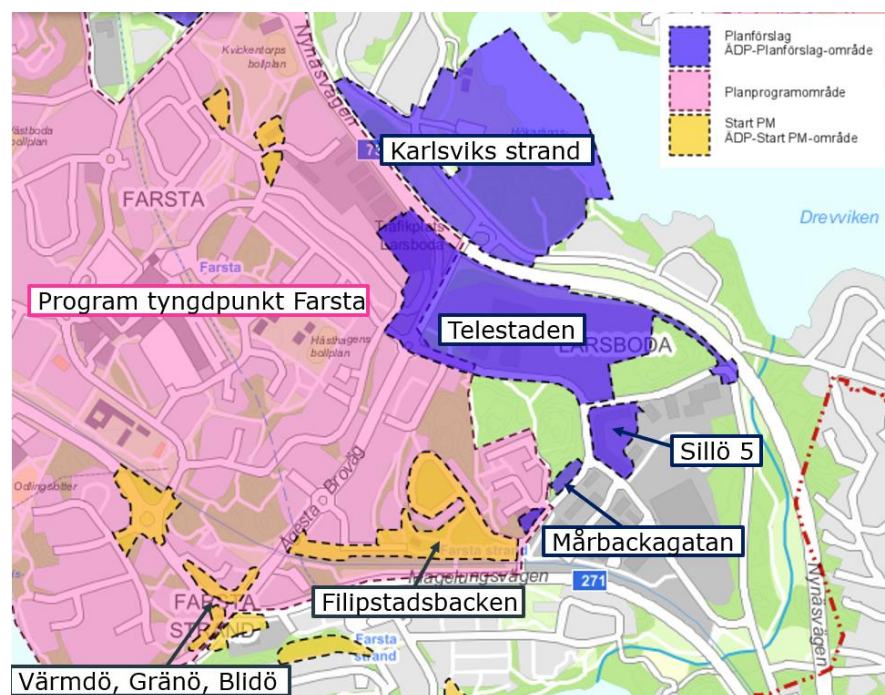 Kvickentorps
bollplan
Nynäsvägen
Planförslag
ÄDP-Planförslag-område
Planprogramområde
Start PM
ÄDP-Start PM-område
bollplan
Karlsviks strand
FARSTA
Drevviken
Trafikplats
Larsboda
Farsta
Program tyngdpunkt Farsta
Telestaden
Hästhagens
bollplan
LARSBODA
Sillö 5
Ågesta Broväg
Odlingslotter
Mårbackagatan
Farsta strand
Magelungsvägen
271
Nynäsvägen
Filipstadsbacken
FARSTA
STRAND
Farsta
strand
Värmdö, Gränö, Blidö